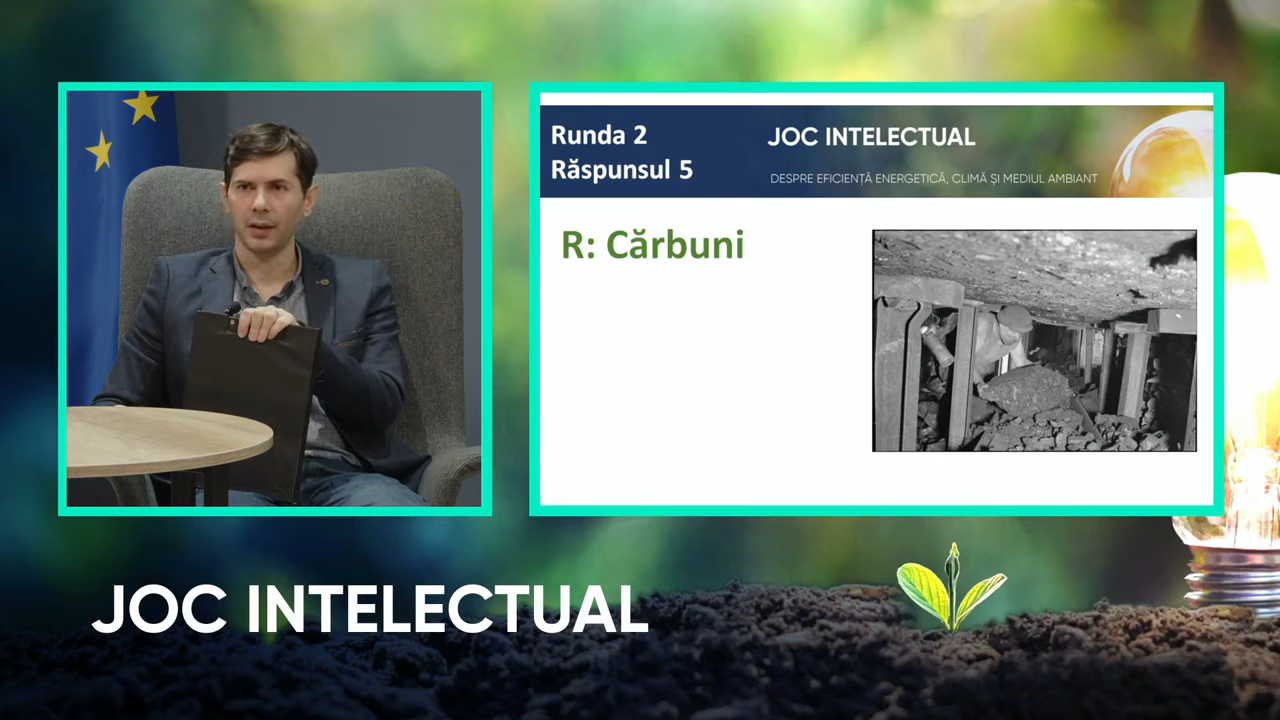 Runda 2
Răspunsul 5
JOC INTELECTUAL
DESPRE EFICIENȚĂ ENERGETICĂ, CLIMĂ ȘI MEDIUL AMBIANT
R: Cărbuni
JOC INTELECTUAL